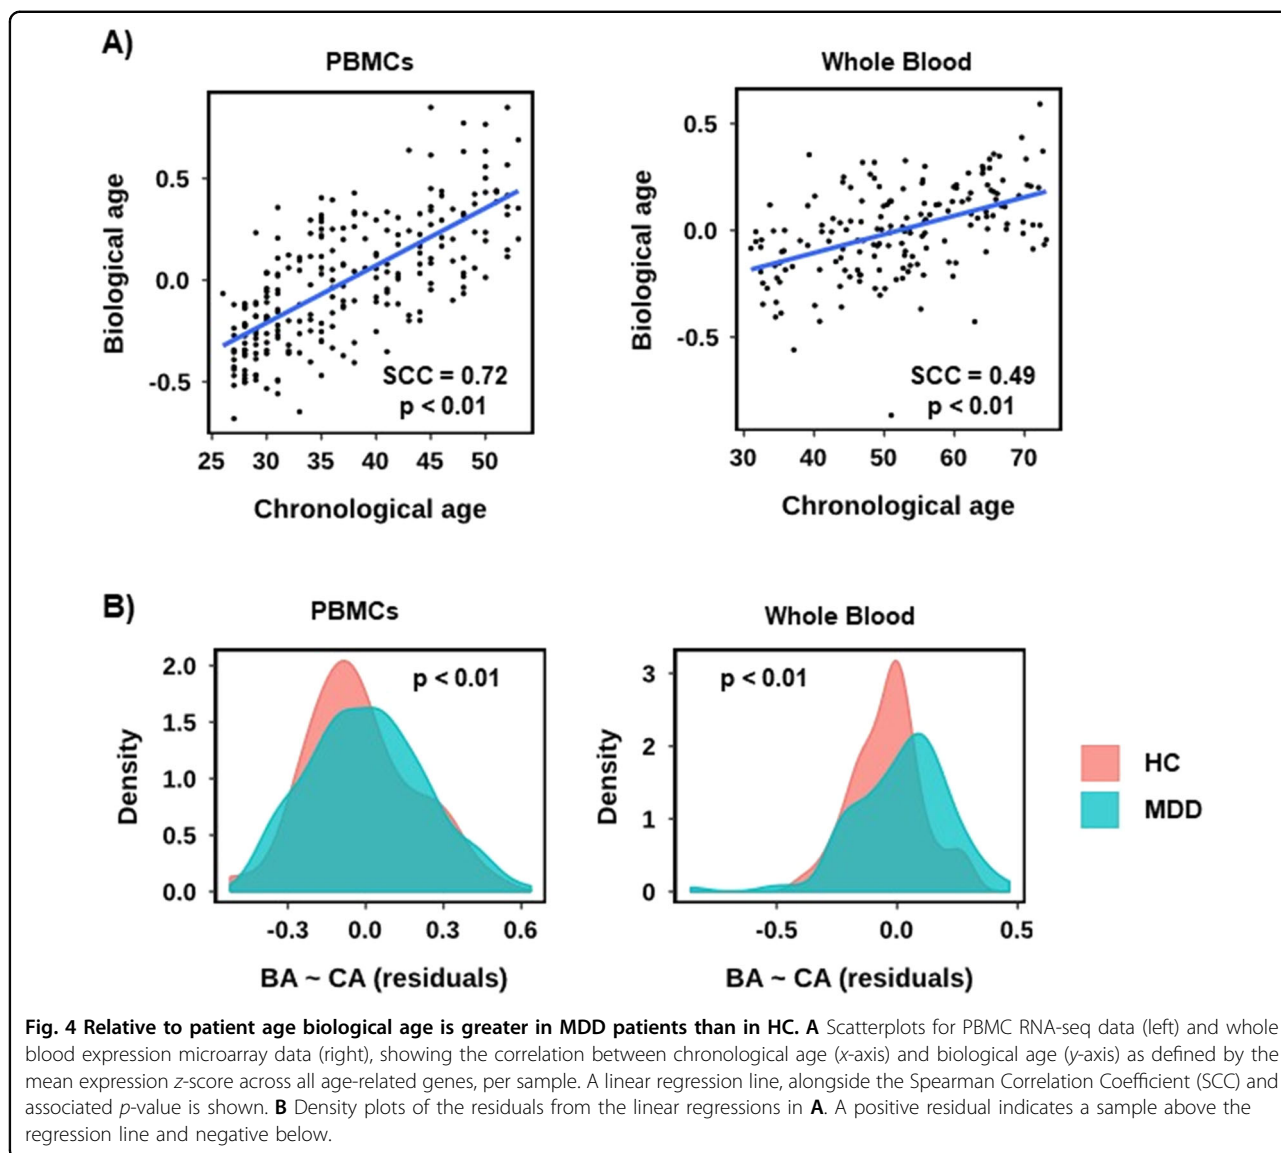 A)
PBMCs
Whole Blood
Biological age
0.5
0.0
-0.5
SCC = 0.72
p < 0.01
25 30 35 40 45 50
Chronological age
Biological age
0.5
0.0
-0.5
SCC = 0.49
p < 0.01
30 40 50 60 70
Chronological age
B)
PBMCs
Whole Blood
Density
2.0
1.5
1.0
0.5
0.0
p < 0.01
-0.3 0.0 0.3 0.6
BA ~ CA (residuals)
Density
3
2
1
0
p < 0.01
-0.5 0.0 0.5
BA ~ CA (residuals)
HC
MDD
Fig. 4 Relative to patient age biological age is greater in MDD patients than in HC. A Scatterplots for PBMC RNA-seq data (left) and whole
blood expression microarray data (right), showing the correlation between chronological age (x-axis) and biological age (y-axis) as defined by the
mean expression z-score across all age-related genes, per sample. A linear regression line, alongside the Spearman Correlation Coefficient (SCC) and
associated p-value is shown. B Density plots of the residuals from the linear regressions in A. A positive residual indicates a sample above the
regression line and negative below.